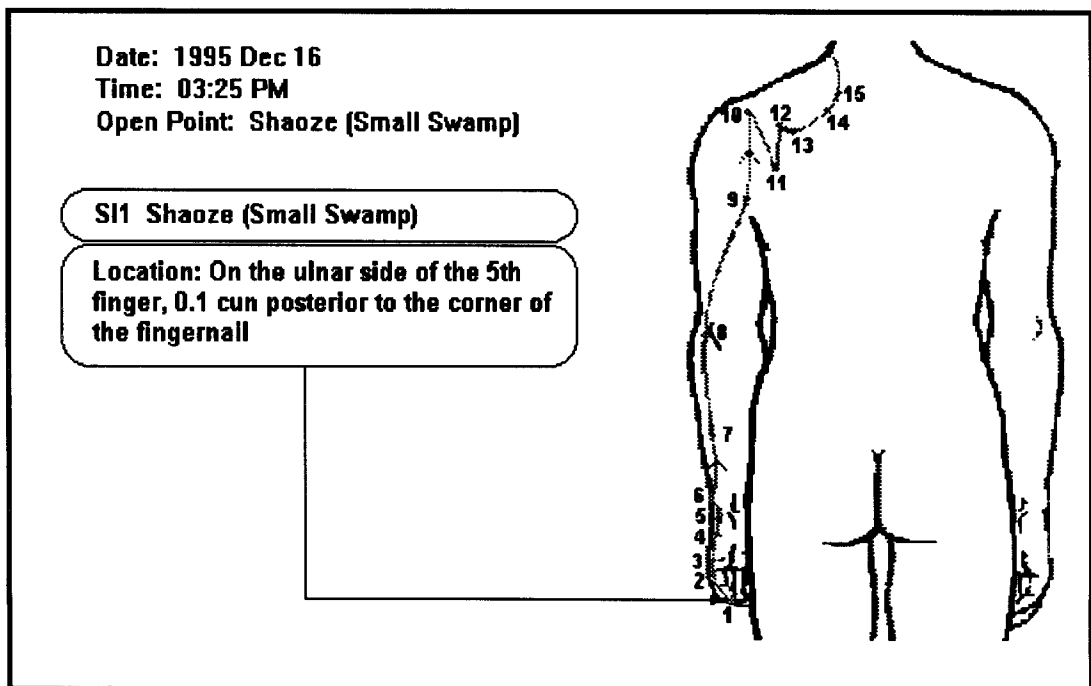 Date: 1995 Dec 16
Time: 03:25 PM
Open Point: Shaoze (Small Swamp)
SI1 Shaoze (Small Swamp)
Location: On the ulnar side of the 5th
finger, 0.1 cun posterior to the corner of
the fingernail
15
10
12
14
13
11
9
8
7
6
5
4
3
2
1